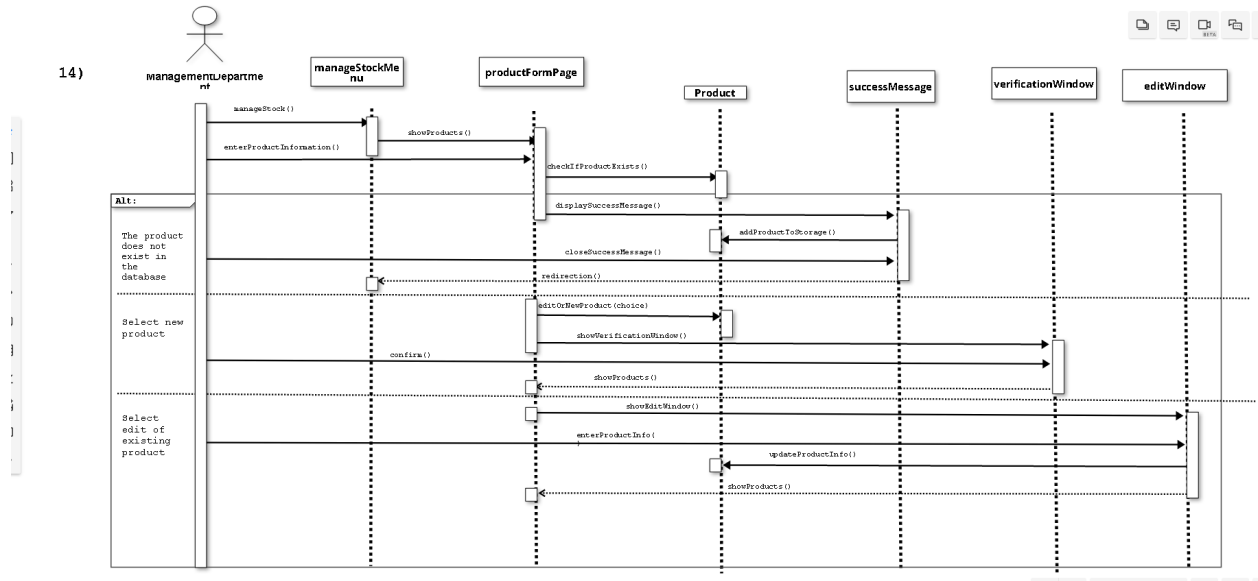 14)
ManagementDepartme
nt
manageStockMe
nu
productFormPage
Product
successMessage
verificationWindow
editWindow
BETA
manageStock()
showProducts()
enterProductInformation()
checkIfProductExists()
Alt:
displaySuccessMessage()
The product
does not
exist in
the
database
addProductToStorage()
closeSuccessMessage()
redirection()
editOrNewProduct(choice)
Select new
product
showVerificationWindow()
confirm()
showProducts()
Select
edit of
existing
product
showEditWindow()
enterProductInfo(
)
updateProductInfo()
showProducts()